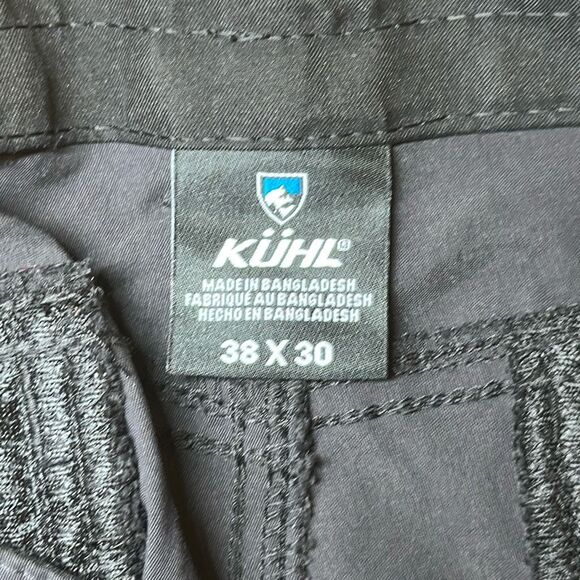 KÜHL®
MADE IN BANGLADESH
FABRIQUÉ AU BANGLADESH
HECHO EN BANGLADESH
38 X 30